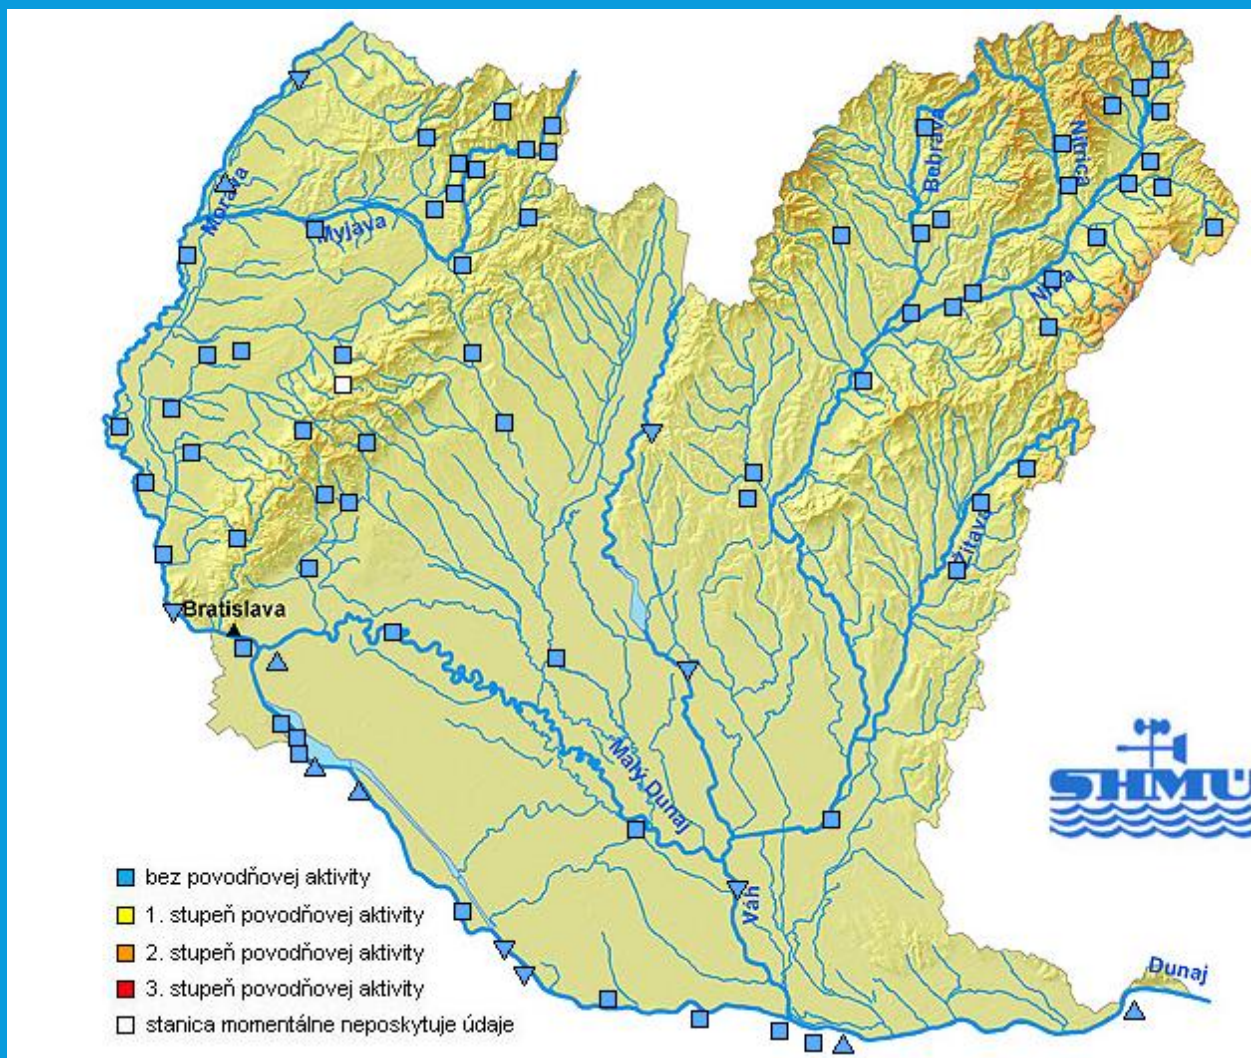 Bebrava
Nitrica
Morava
Myjava
Nitra
Žitava
Bratislava
Malý Dunaj
SHMÚ
Váh
bez povodňovej aktivity
1. stupeň povodňovej aktivity
2. stupeň povodňovej aktivity
3. stupeň povodňovej aktivity
stanica momentálne neposkytuje údaje
Dunaj